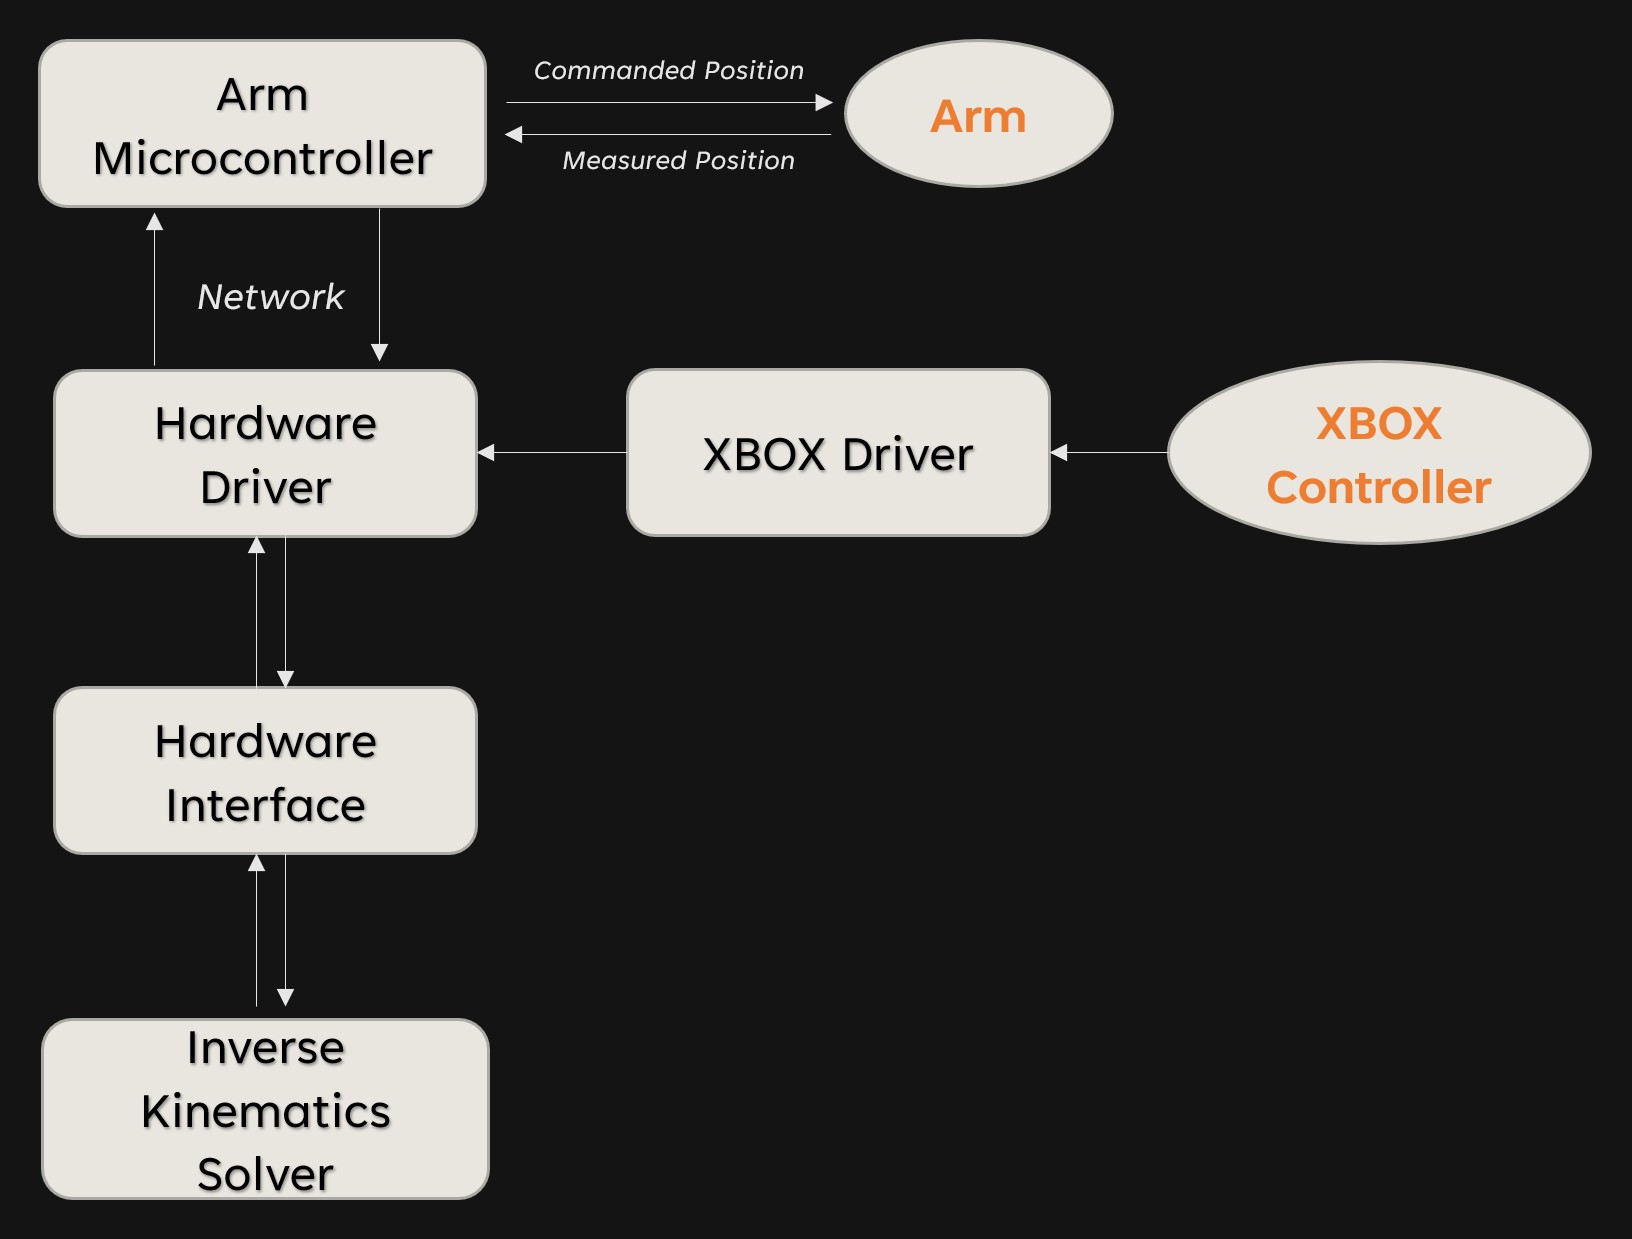 Arm
Microcontroller
Commanded Position
Measured Position
Arm
Network
Hardware
Driver
XBOX Driver
XBOX
Controller
Hardware
Interface
Inverse
Kinematics
Solver